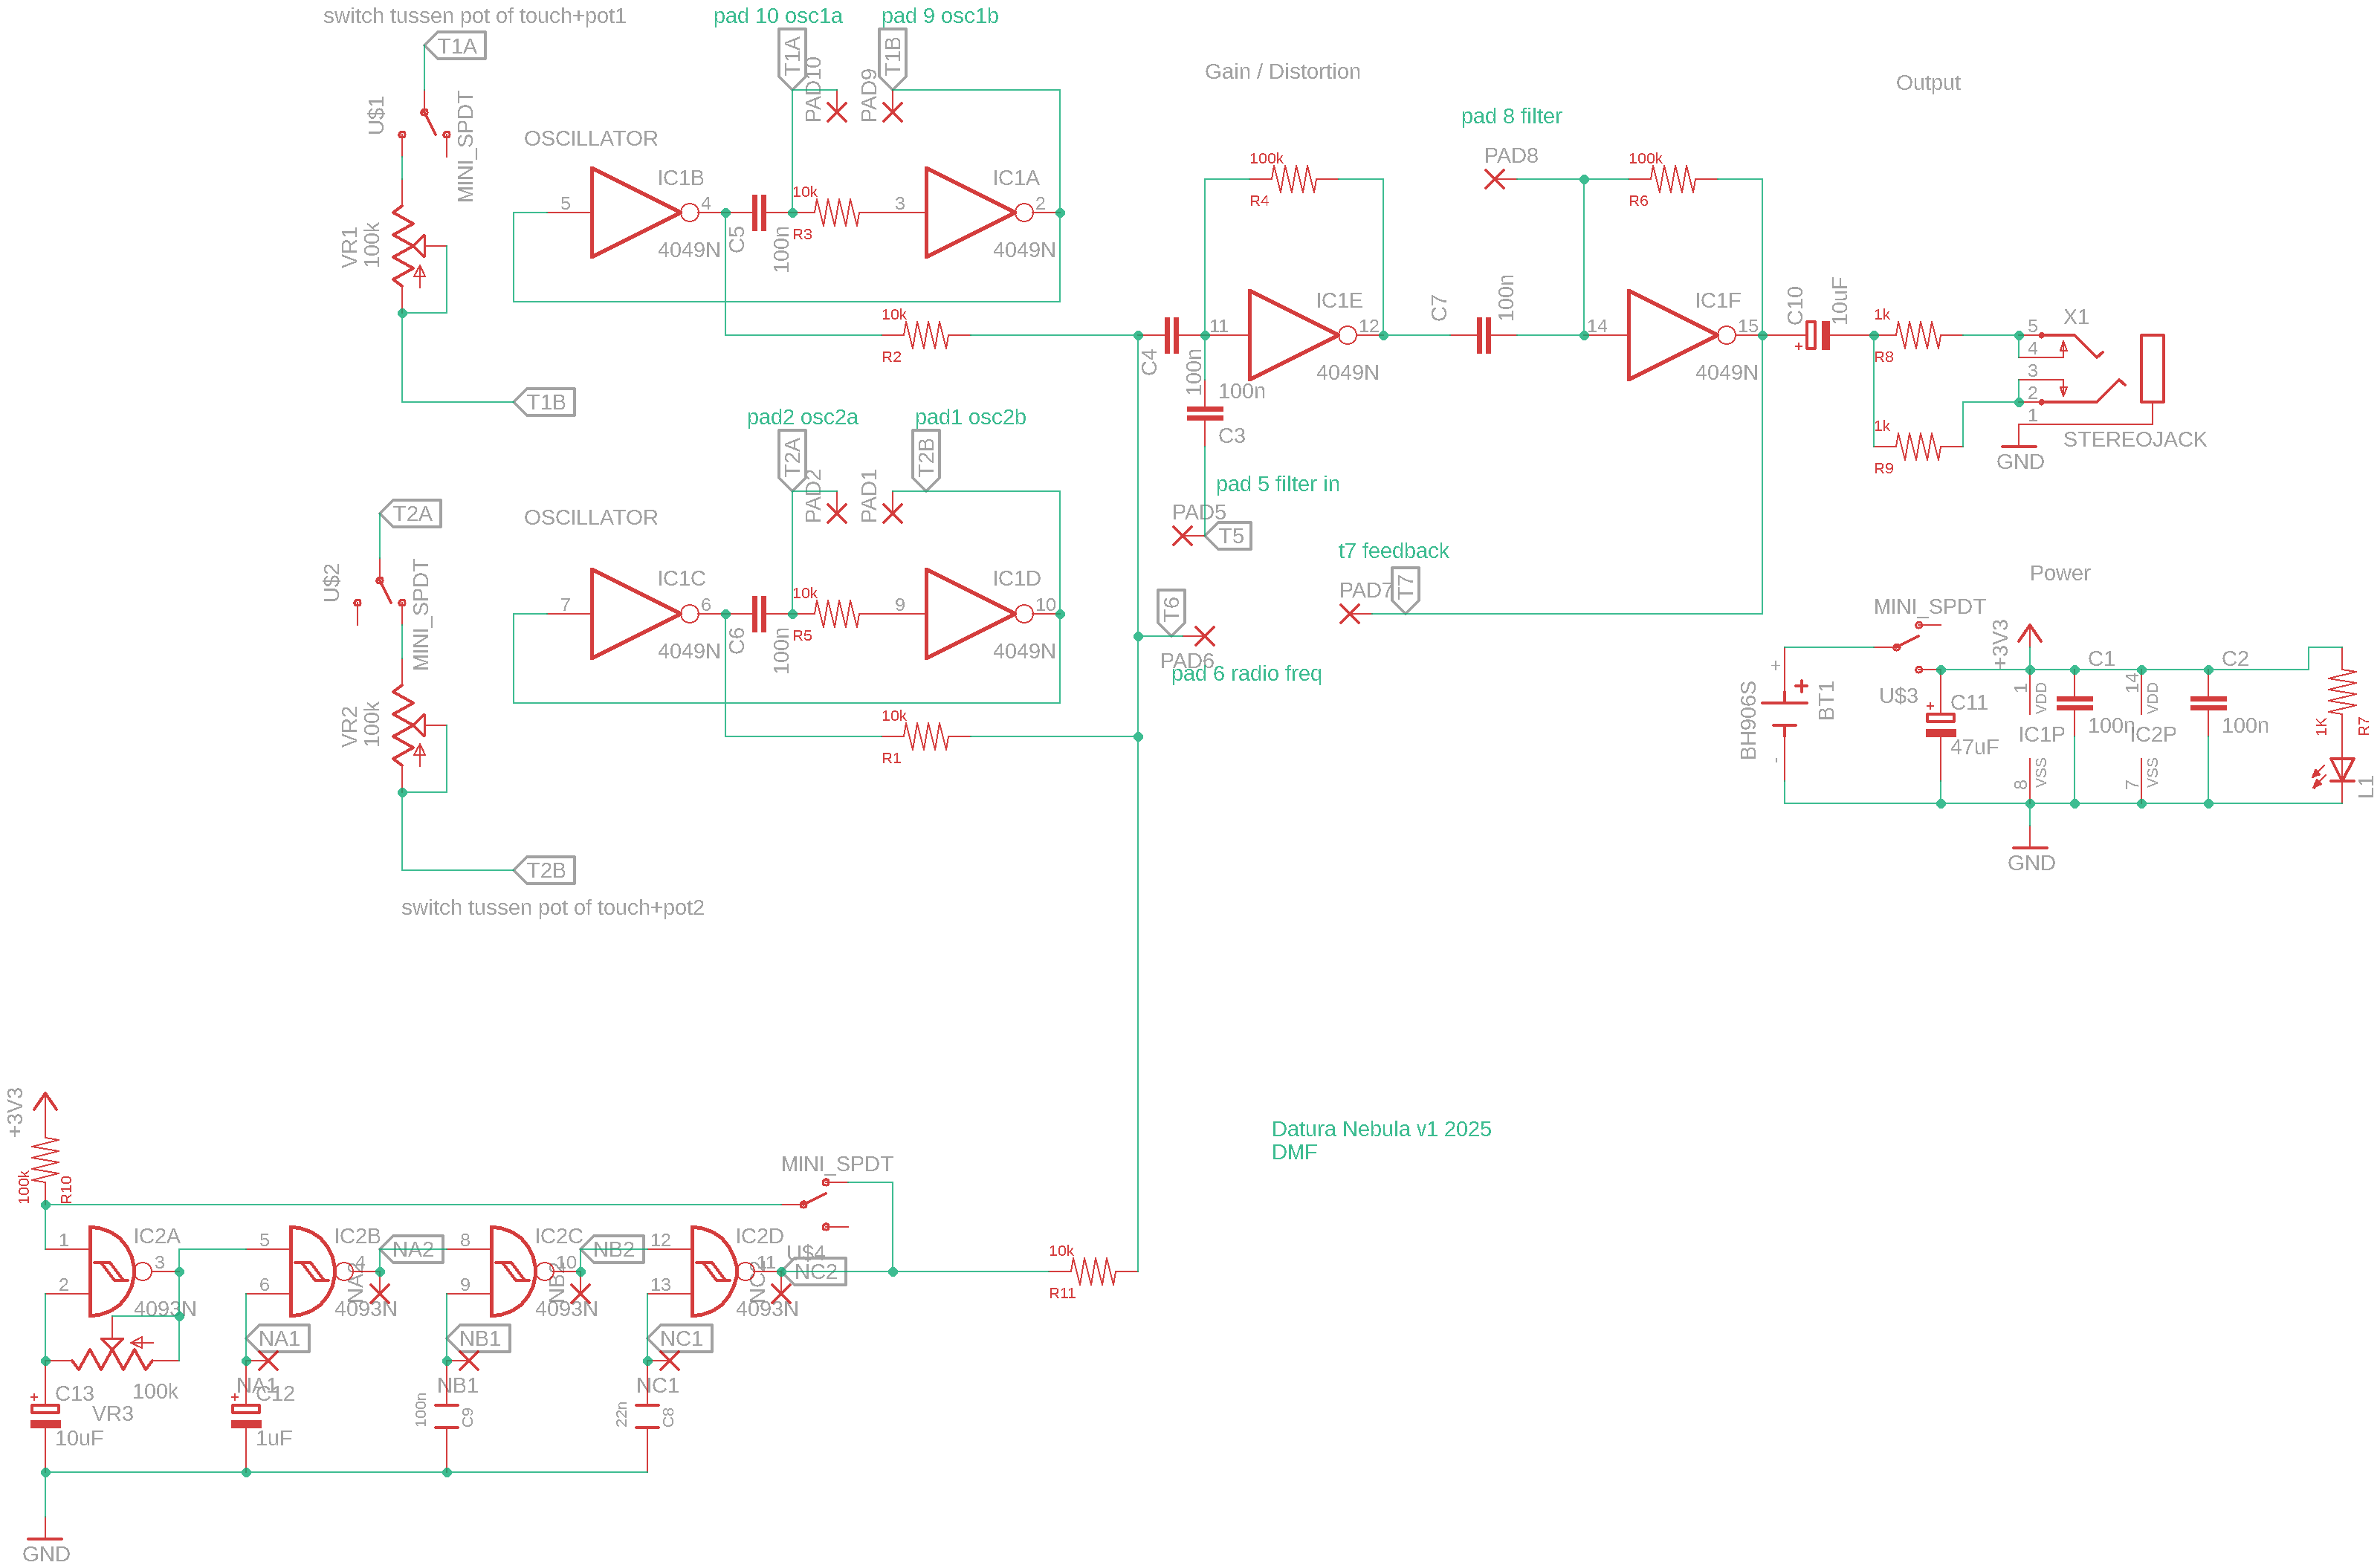 switch tussen pot of touch+pot1
T1A
U$1
MINI_SPDT
VR1
100k
T1B
pad 10 osc1a
pad 9 osc1b
T1A
PAD10
PAD9
T1B
OSCILLATOR
5
IC1B
4
4049N
C5
100n
10k
R3
3
IC1A
2
4049N
10k
R2
Gain / Distortion
100k
R4
C4
100n
11
IC1E
12
4049N
100n
C3
pad 5 filter in
PAD5
T5
pad 8 filter
PAD8
100k
R6
C7
100n
14
IC1F
15
4049N
Output
C10
10uF
+
1k
R8
1k
R9
5
4
3
2
1
X1
STEREOJACK
GND
T2A
U$2
MINI_SPDT
VR2
100k
T2B
switch tussen pot of touch+pot2
pad2 osc2a
pad1 osc2b
T2A
PAD2
PAD1
T2B
OSCILLATOR
7
IC1C
6
4049N
C6
100n
10k
R5
9
IC1D
10
4049N
10k
R1
T6
PAD6
pad 6 radio freq
t7 feedback
PAD7
T7
Power
MINI_SPDT
U$3
+3V3
+
-
BH906S
BT1
+
C11
47uF
1
VDD
IC1P
8
VSS
C1
100n
14
VDD
IC2P
7
VSS
C2
100n
1K
R7
L1
GND
Datura Nebula v1 2025
DMF
+3V3
100k
R10
1
2
IC2A
3
4093N
VR3
100k
+
C13
10uF
5
6
IC2B
4
4093N
NA2
NA2
NA1
NA1
+
C12
1uF
8
9
IC2C
10
4093N
NB2
NB2
NB1
NB1
100n
C9
12
13
IC2D
11
4093N
NC2
NC2
NC1
NC1
22n
C8
MINI_SPDT
U$4
10k
R11
GND